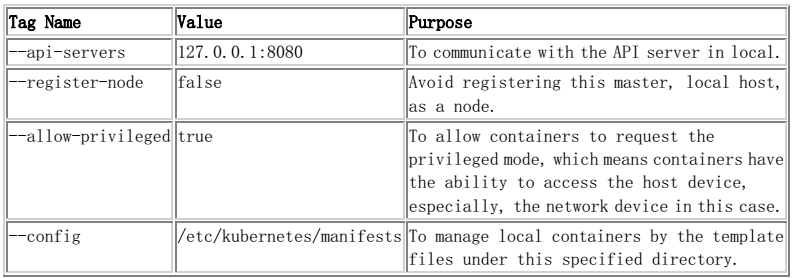 Tag Name Value Purpose
--api-servers 127.0.0.1:8080 To communicate with the API server in local.
--register-node false Avoid registering this master, local host,
as a node.
--allow-privileged true To allow containers to request the
privileged mode, which means containers have
the ability to access the host device,
especially, the network device in this case.
--config /etc/kubernetes/manifests To manage local containers by the template
files under this specified directory.